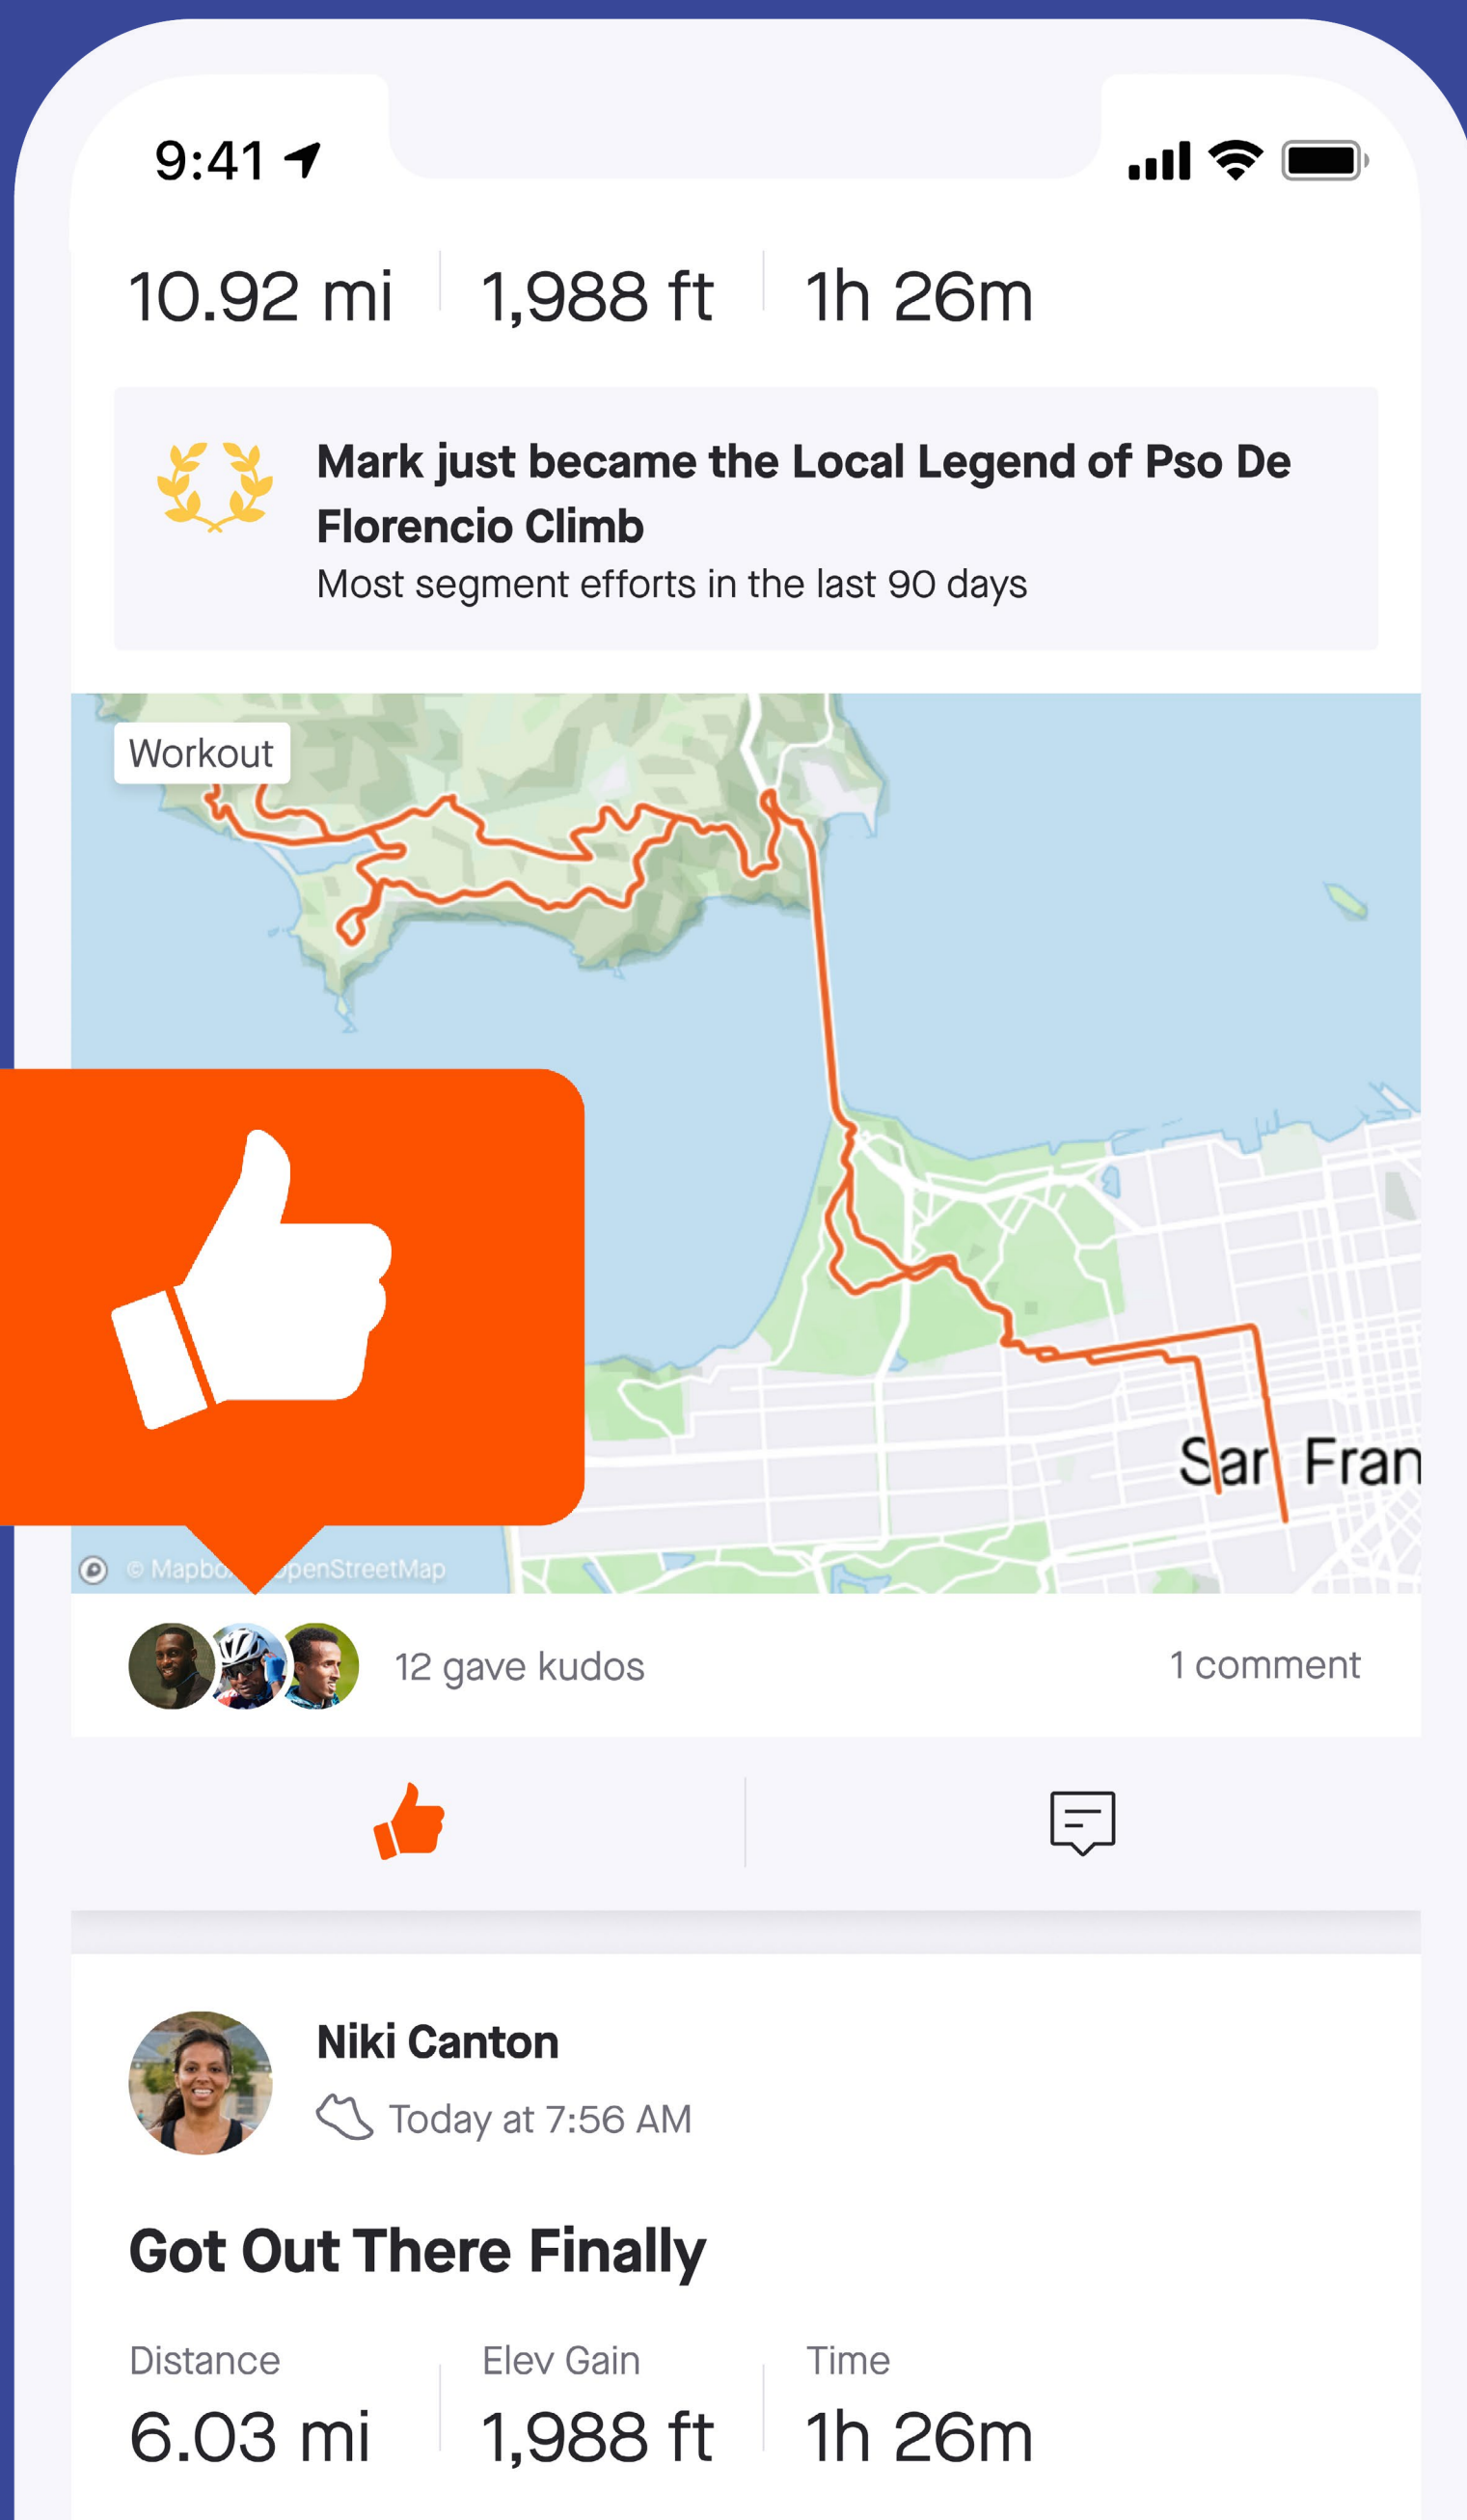 9:41
10.92 mi 1,988 ft 1h 26m
Mark just became the Local Legend of Pso De
Florencio Climb
Most segment efforts in the last 90 days
Workout
San Fran
© Mapbox OpenStreetMap
12 gave kudos 1 comment
Niki Canton
Today at 7:56 AM
Got Out There Finally
Distance Elev Gain Time
6.03 mi 1,988 ft 1h 26m